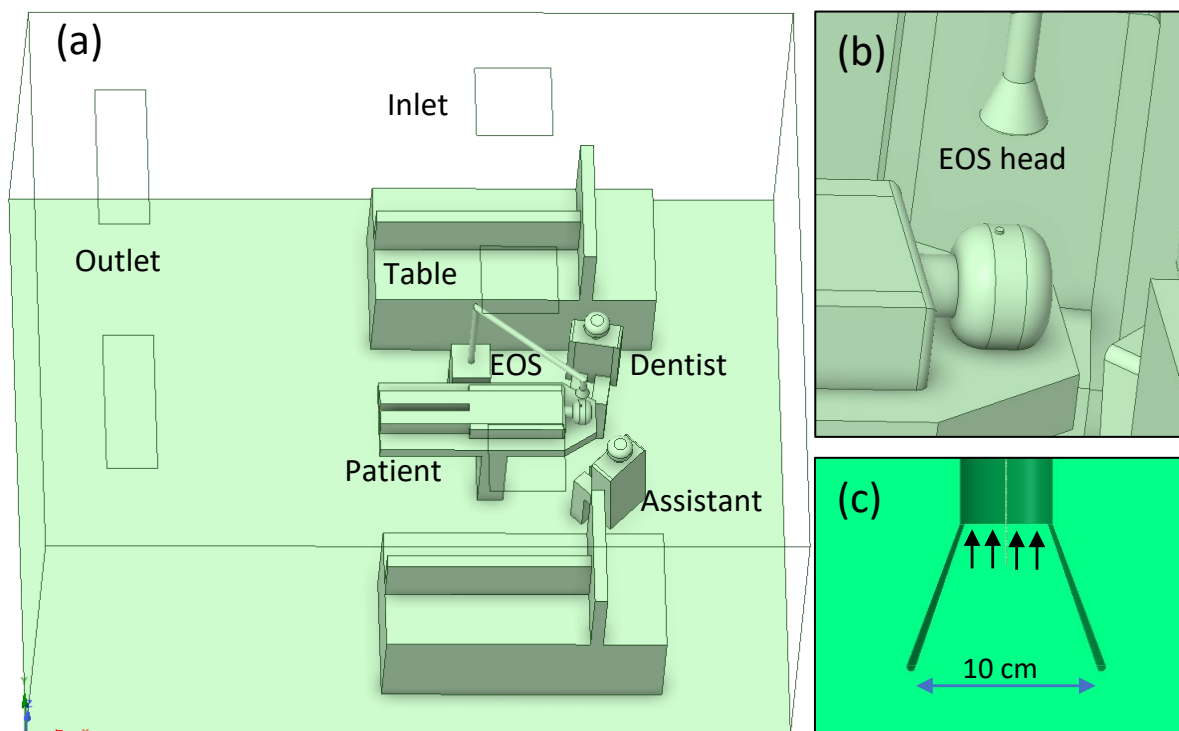 (a)
Inlet
Outlet
Table
EOS
Dentist
Patient
Assistant
(b)
EOS head
(c)
10 cm